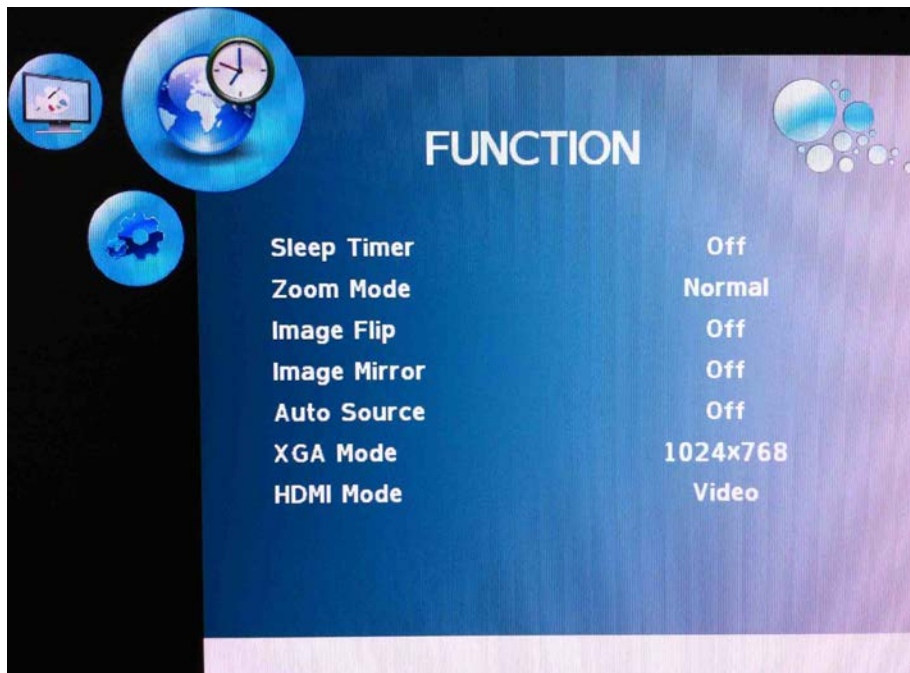 FUNCTION
Sleep Timer Off
Zoom Mode Normal
Image Flip Off
Image Mirror Off
Auto Source Off
XGA Mode 1024x768
HDMI Mode Video